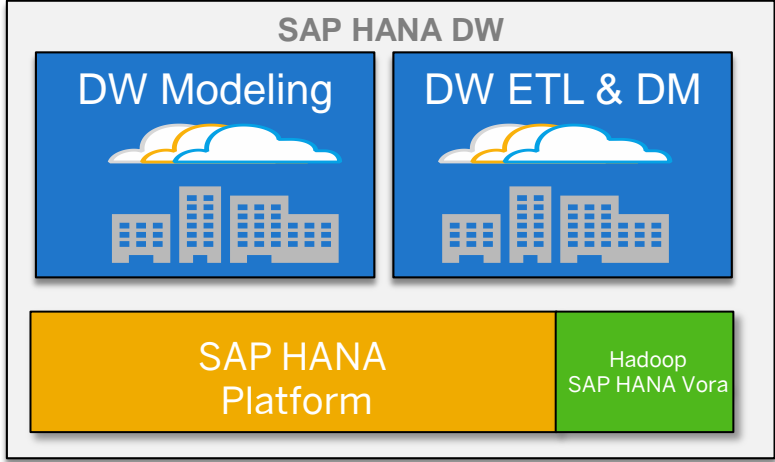 SAP HANA DW
DW Modeling
DW ETL & DM
SAP HANA
Platform
Hadoop
SAP HANA Vora